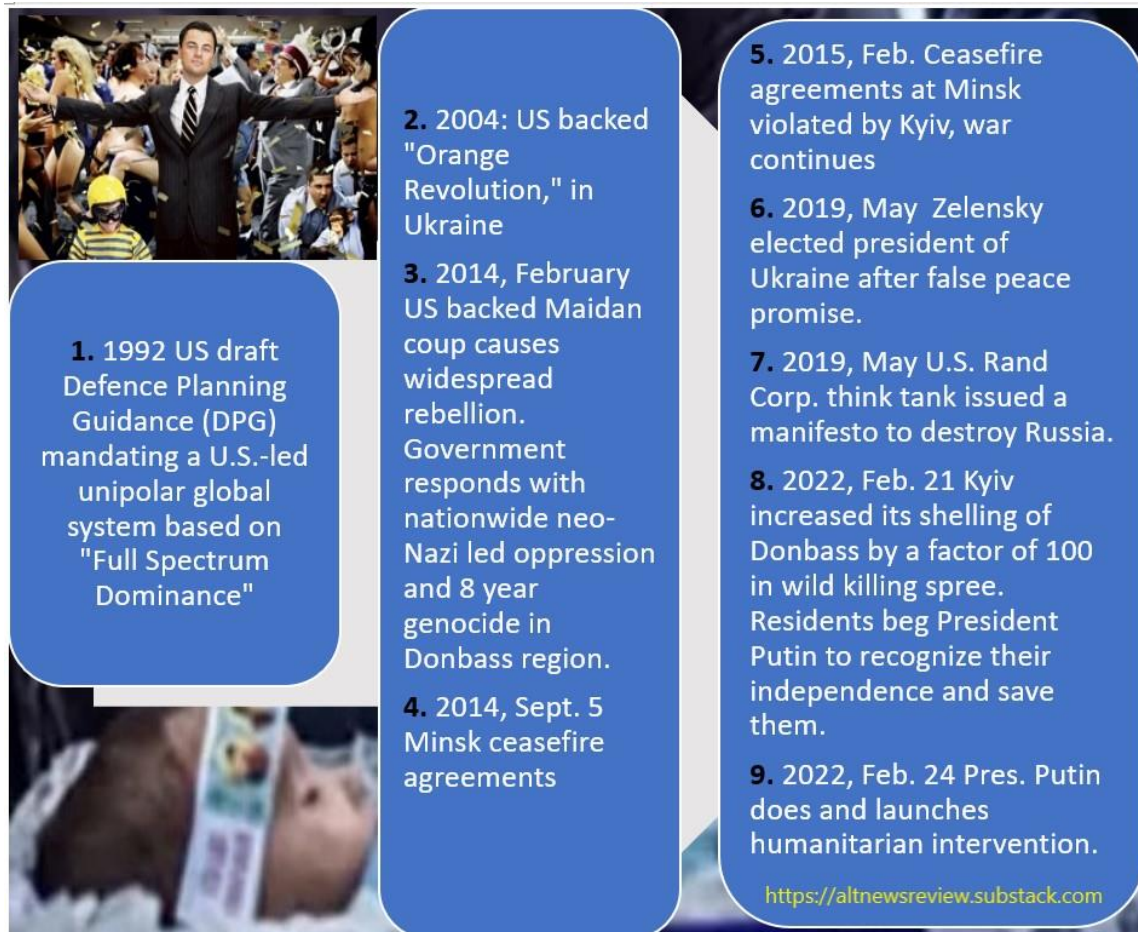 1. 1992 US draft
Defence Planning
Guidance (DPG)
mandating a U.S.-led
unipolar global
system based on
"Full Spectrum
Dominance"
2. 2004: US backed
"Orange
Revolution," in
Ukraine
3. 2014, February
US backed Maidan
coup causes
widespread
rebellion.
Government
responds with
nationwide neo-
Nazi led oppression
and 8 year
genocide in
Donbass region.
4. 2014, Sept. 5
Minsk ceasefire
agreements
5. 2015, Feb. Ceasefire
agreements at Minsk
violated by Kyiv, war
continues
6. 2019, May  Zelensky
elected president of
Ukraine after false peace
promise.
7. 2019, May U.S. Rand
Corp. think tank issued a
manifesto to destroy Russia.
8. 2022, Feb. 21 Kyiv
increased its shelling of
Donbass by a factor of 100
in wild killing spree.
Residents beg President
Putin to recognize their
independence and save
them.
9. 2022, Feb. 24 Pres. Putin
does and launches
humanitarian intervention.
https://altnewsreview.substack.com